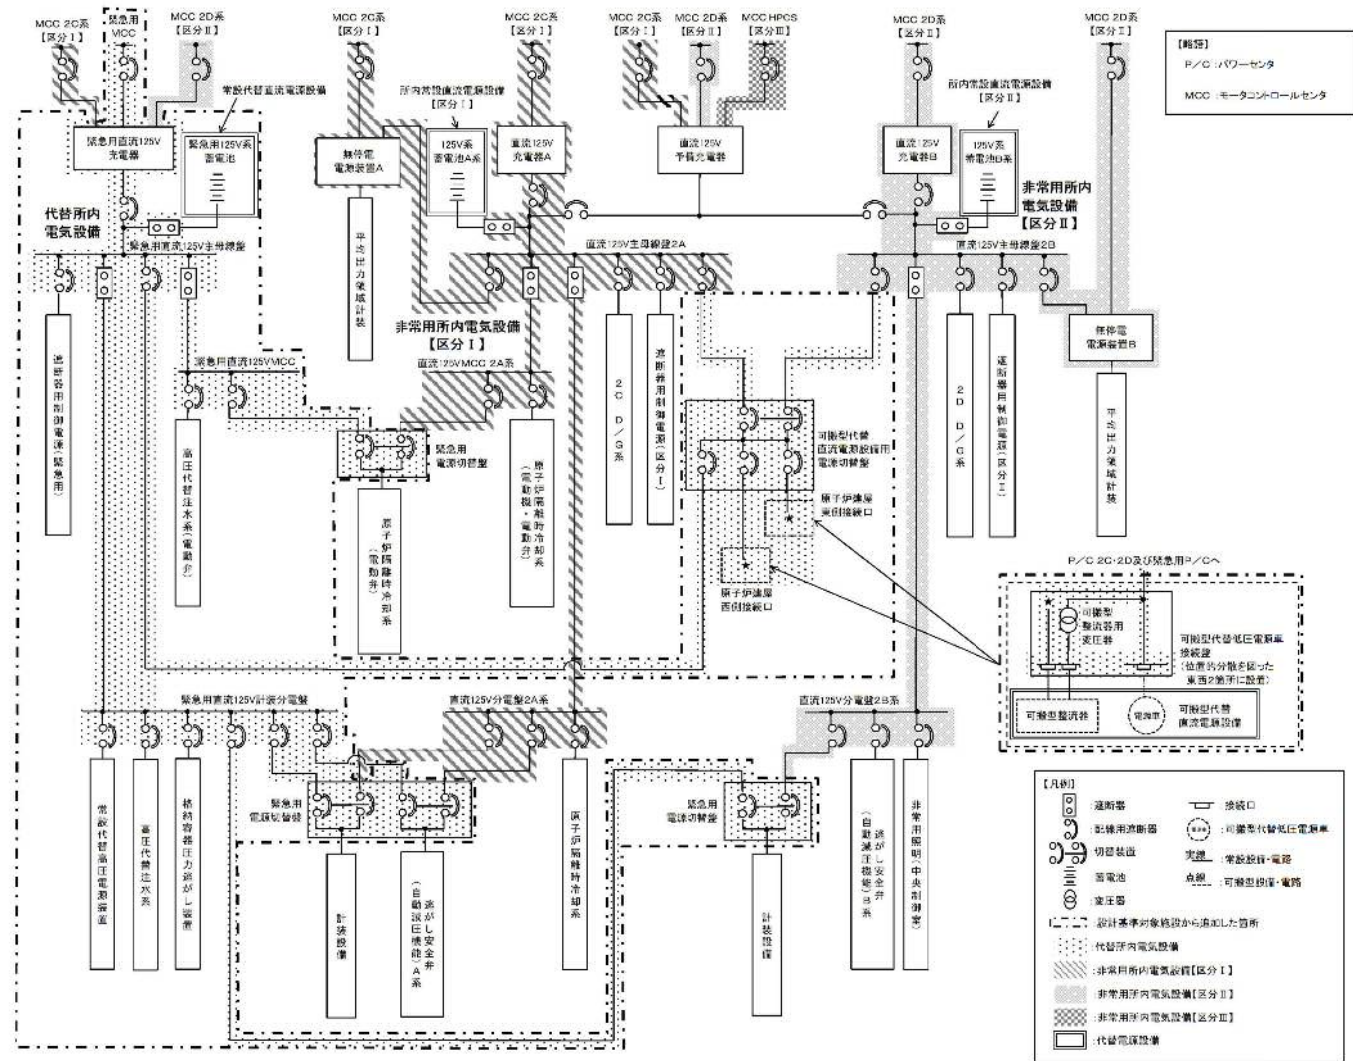 MCC 2C系
【区分Ⅰ】
緊急用
MCC
MCC 2D系
【区分Ⅱ】
MCC 2C系
【区分Ⅰ】
MCC 2C系
【区分Ⅰ】
MCC 2C系
【区分Ⅰ】
MCC 2D系
【区分Ⅱ】
MCC HPCS
【区分Ⅲ】
MCC 2D系
【区分Ⅱ】
MCC 2D系
【区分Ⅱ】
【略語】
P/C :パワーセンタ
MCC :モータコントロールセンタ
常設代替直流電源設備
所内常設直流電源設備
【区分Ⅰ】
所内常設直流電源設備
【区分Ⅱ】
緊急用直流125V
充電器
緊急用125V系
蓄電池
無停電
電源装置A
125V系
蓄電池A系
直流125V
充電器A
直流125V
予備充電器
直流125V
充電器B
125V系
蓄電池B系
代替所内
電気設備
非常用所内
電気設備
【区分Ⅱ】
緊急用直流125V主母線盤
直流125V主母線盤2A
直流125V主母線盤2B
平均出力領域計装
非常用所内電気設備
【区分Ⅰ】
無停電
電源装置B
緊急用直流125VMCC
直流125VMCC 2A系
遮断器用制御電源(緊急用)
高圧代替注水系(電動弁)
緊急用
電源切替盤
原子炉隔離時冷却系
(電動弁)
原子炉隔離時冷却系
(電動機・電動弁)
2C D/G系
遮断器用制御電源(区分Ⅰ)
可搬型代替
直流電源設備用
電源切替盤
2D D/G系
遮断器用制御電源(区分Ⅱ)
平均出力領域計装
原子炉建屋
東側接続口
原子炉建屋
西側接続口
P/C 2C・2D及び緊急用P/Cへ
可搬型
整流器用
変圧器
可搬型代替低圧電源車
接続盤
(位置的分散を図った
東西2箇所に設置)
可搬型整流器
電源車
可搬型代替
直流電源設備
緊急用直流125V計装分電盤
直流125V分電盤2A系
直流125V分電盤2B系
緊急用
電源切替盤
緊急用
電源切替盤
常設代替高圧電源装置
高圧代替注水系
格納容器圧力逃がし装置
計装設備
逃がし安全弁
(自動減圧機能)A系
原子炉隔離時冷却系
計装設備
逃がし安全弁
(自動減圧機能)B系
非常用照明(中央制御室)
【凡例】
:遮断器
:接続口
:配線用遮断器
:可搬型代替低圧電源車
:切替装置
実線
:常設設備・電路
:蓄電池
点線
:可搬型設備・電路
:変圧器
:設計基準対象施設から追加した箇所
:代替所内電気設備
:非常用所内電気設備【区分Ⅰ】
:非常用所内電気設備【区分Ⅱ】
:非常用所内電気設備【区分Ⅲ】
:代替電源設備